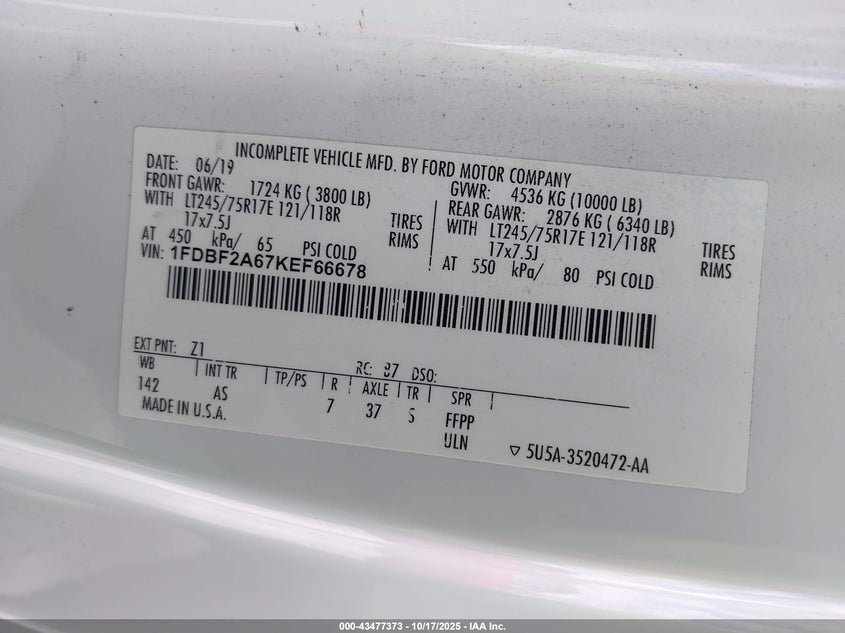 INCOMPLETE VEHICLE MFD. BY FORD MOTOR COMPANY
DATE: 06/19 GVWR: 4536 KG (10000 LB)
FRONT GAWR: 1724 KG ( 3800 LB) REAR GAWR: 2876 KG ( 6340 LB)
WITH LT245/75R17E 121/118R TIRES WITH LT245/75R17E 121/118R TIRES
17x7.5J RIMS 17x7.5J RIMS
AT 450 kPa/ 65 PSI COLD AT 550 kPa/ 80 PSI COLD
VIN: 1FDBF2A67KEF66678
EXT PNT: Z1 RC: 87 DSO:
WB INT TR TP/PS R AXLE TR SPR
142 AS 7 37 S FFPP
MADE IN U.S.A. ULN
5U5A-3520472-AA
000-43477373 - 10/17/2025 - IAA Inc.